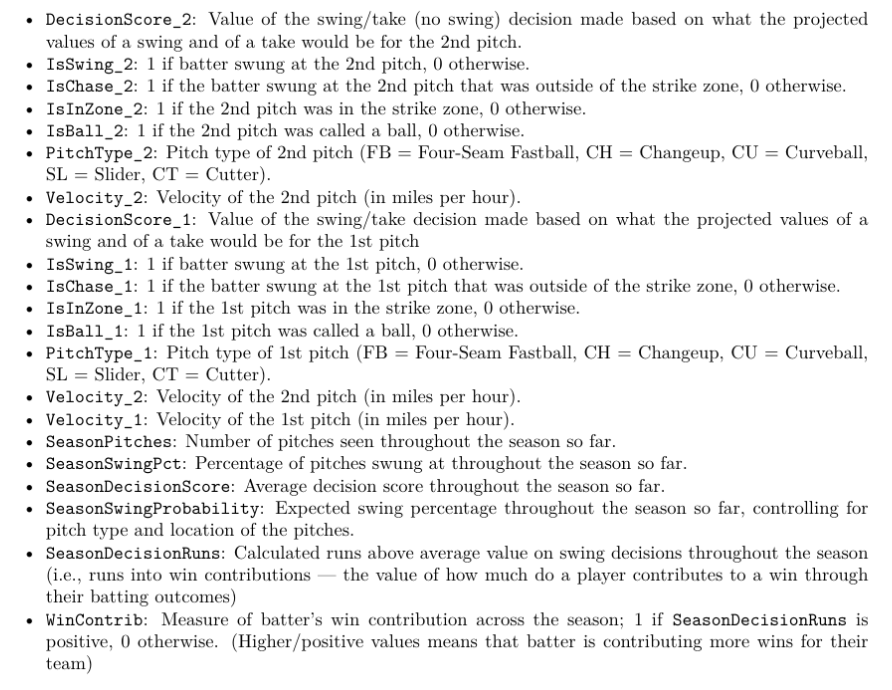 • DecisionScore_2: Value of the swing/take (no swing) decision made based on what the projected
values of a swing and of a take would be for the 2nd pitch.
• IsSwing_2: 1 if batter swung at the 2nd pitch, 0 otherwise.
• IsChase_2: 1 if the batter swung at the 2nd pitch that was outside of the strike zone, 0 otherwise.
• IsInZone_2: 1 if the 2nd pitch was in the strike zone, 0 otherwise.
• IsBall_2: 1 if the 2nd pitch was called a ball, 0 otherwise.
• PitchType_2: Pitch type of 2nd pitch (FB = Four-Seam Fastball, CH = Changeup, CU = Curveball,
SL = Slider, CT = Cutter).
• Velocity_2: Velocity of the 2nd pitch (in miles per hour).
• DecisionScore_1: Value of the swing/take decision made based on what the projected values of a
swing and of a take would be for the 1st pitch
• IsSwing_1: 1 if batter swung at the 1st pitch, 0 otherwise.
• IsChase_1: 1 if the batter swung at the 1st pitch that was outside of the strike zone, 0 otherwise.
• IsInZone_1: 1 if the 1st pitch was in the strike zone, 0 otherwise.
• IsBall_1: 1 if the 1st pitch was called a ball, 0 otherwise.
• PitchType_1: Pitch type of 1st pitch (FB = Four-Seam Fastball, CH = Changeup, CU = Curveball,
SL = Slider, CT = Cutter).
• Velocity_2: Velocity of the 2nd pitch (in miles per hour).
• Velocity_1: Velocity of the 1st pitch (in miles per hour).
• SeasonPitches: Number of pitches seen throughout the season so far.
• SeasonSwingPct: Percentage of pitches swung at throughout the season so far.
• SeasonDecisionScore: Average decision score throughout the season so far.
• SeasonSwingProbability: Expected swing percentage throughout the season so far, controlling for
pitch type and location of the pitches.
• SeasonDecisionRuns: Calculated runs above average value on swing decisions throughout the season
(i.e., runs into win contributions — the value of how much do a player contributes to a win through
their batting outcomes)
• WinContrib: Measure of batter's win contribution across the season; 1 if SeasonDecisionRuns is
positive, 0 otherwise. (Higher/positive values means that batter is contributing more wins for their
team)